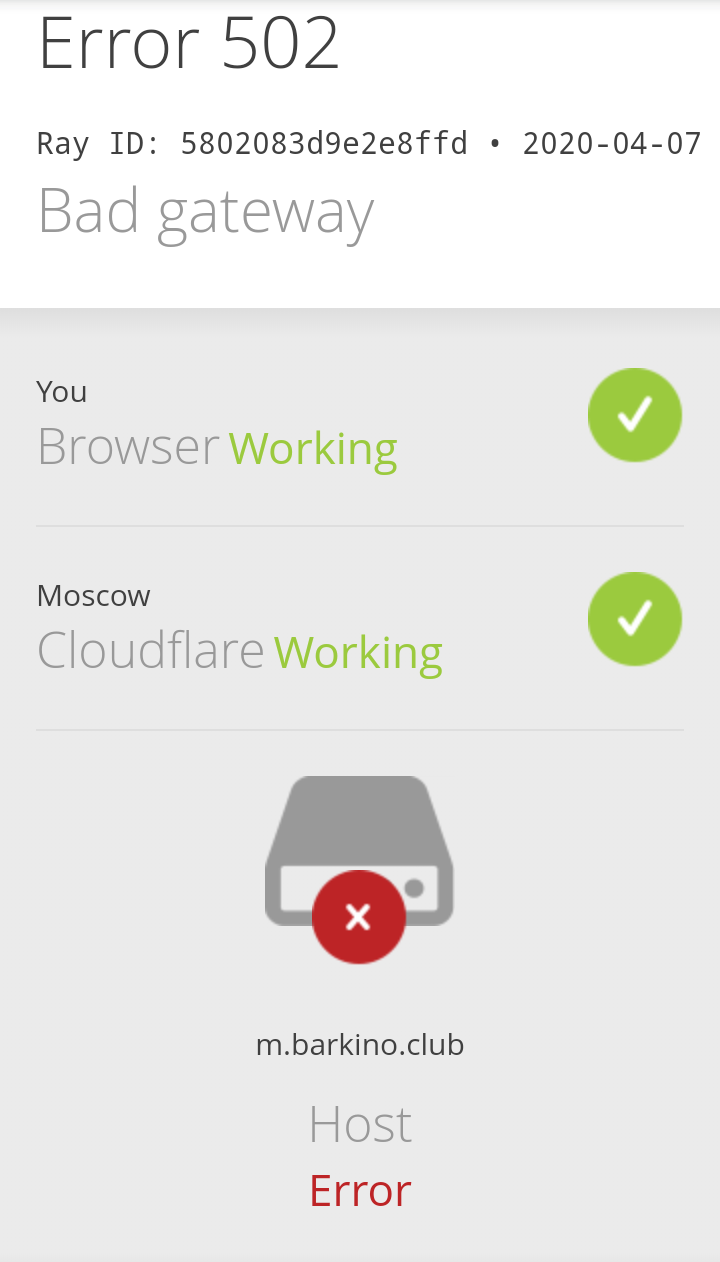 Error 502
Ray ID: 5802083d9e2e8ffd • 2020-04-07
Bad gateway
You
Browser Working
Moscow
Cloudflare Working
m.barkino.club
Host
Error